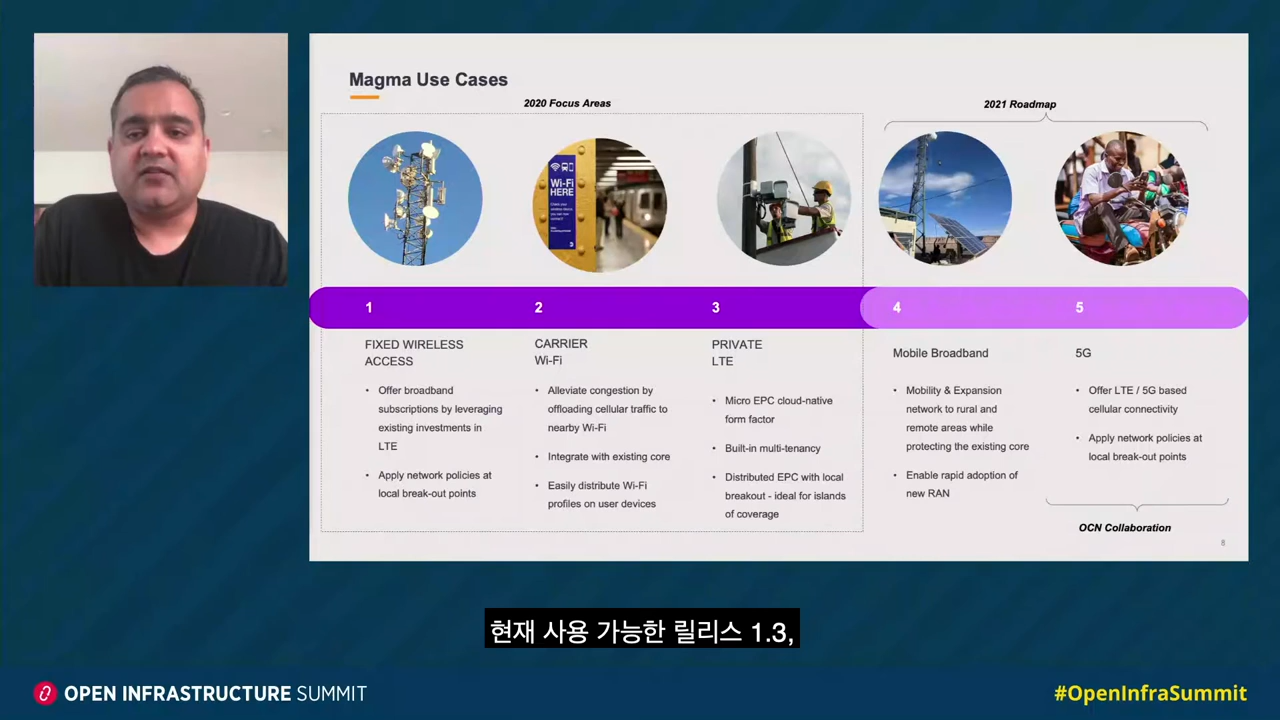 Magma Use Cases
2020 Focus Areas
2021 Roadmap
Wi-Fi
HERE
1
2
3
4
5
FIXED WIRELESS
ACCESS
• Offer broadband
subscriptions by leveraging
existing investments in
LTE
• Apply network policies at
local break-out points
CARRIER
Wi-Fi
• Alleviate congestion by
offloading cellular traffic to
nearby Wi-Fi
• Integrate with existing core
• Easily distribute Wi-Fi
profiles on user devices
PRIVATE
LTE
• Micro EPC cloud-native
form factor
• Built-in multi-tenancy
• Distributed EPC with local
breakout - ideal for islands
of coverage
Mobile Broadband
• Mobility & Expansion
network to rural and
remote areas while
protecting the existing core
• Enable rapid adoption of
new RAN
5G
• Offer LTE / 5G based
cellular connectivity
• Apply network policies at
local break-out points
OCN Collaboration
8
현재 사용 가능한 릴리스 1.3,
OPEN INFRASTRUCTURE SUMMIT
#OpenInfraSummit